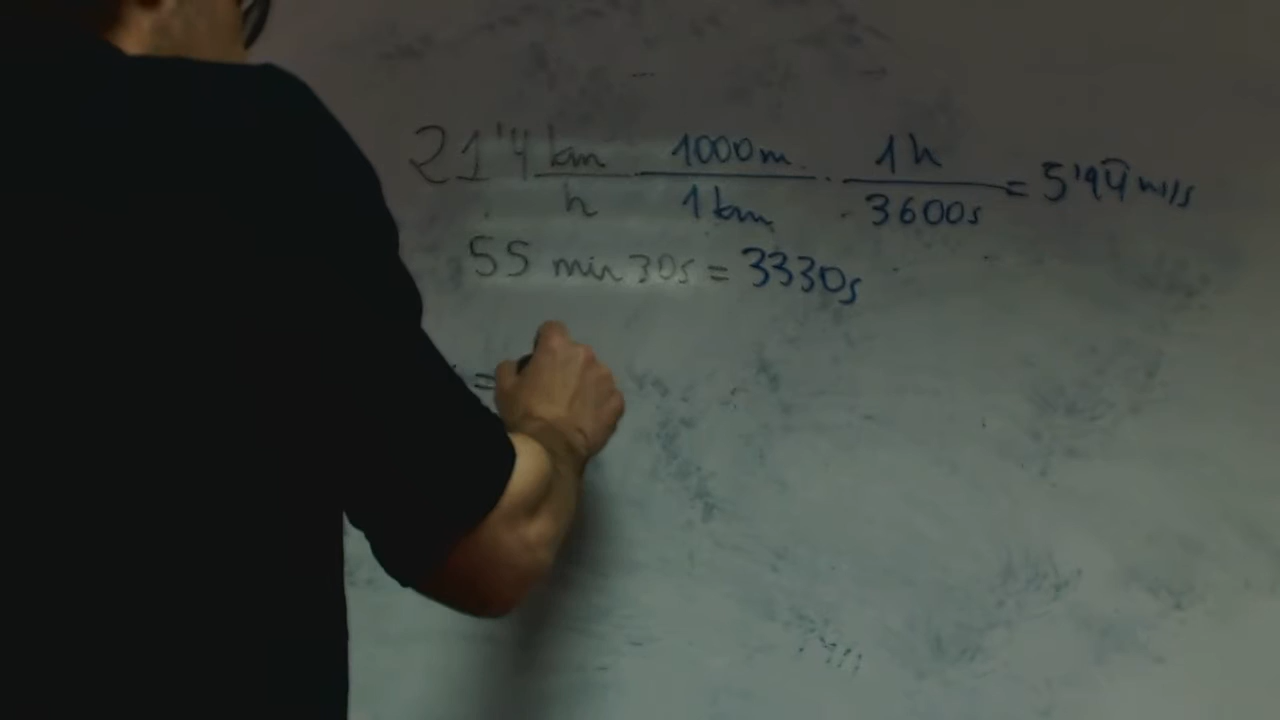 21'4 km/h · 1000m/1km · 1h/3600s = 5'94 m/s
55 min 30s = 3330s
=